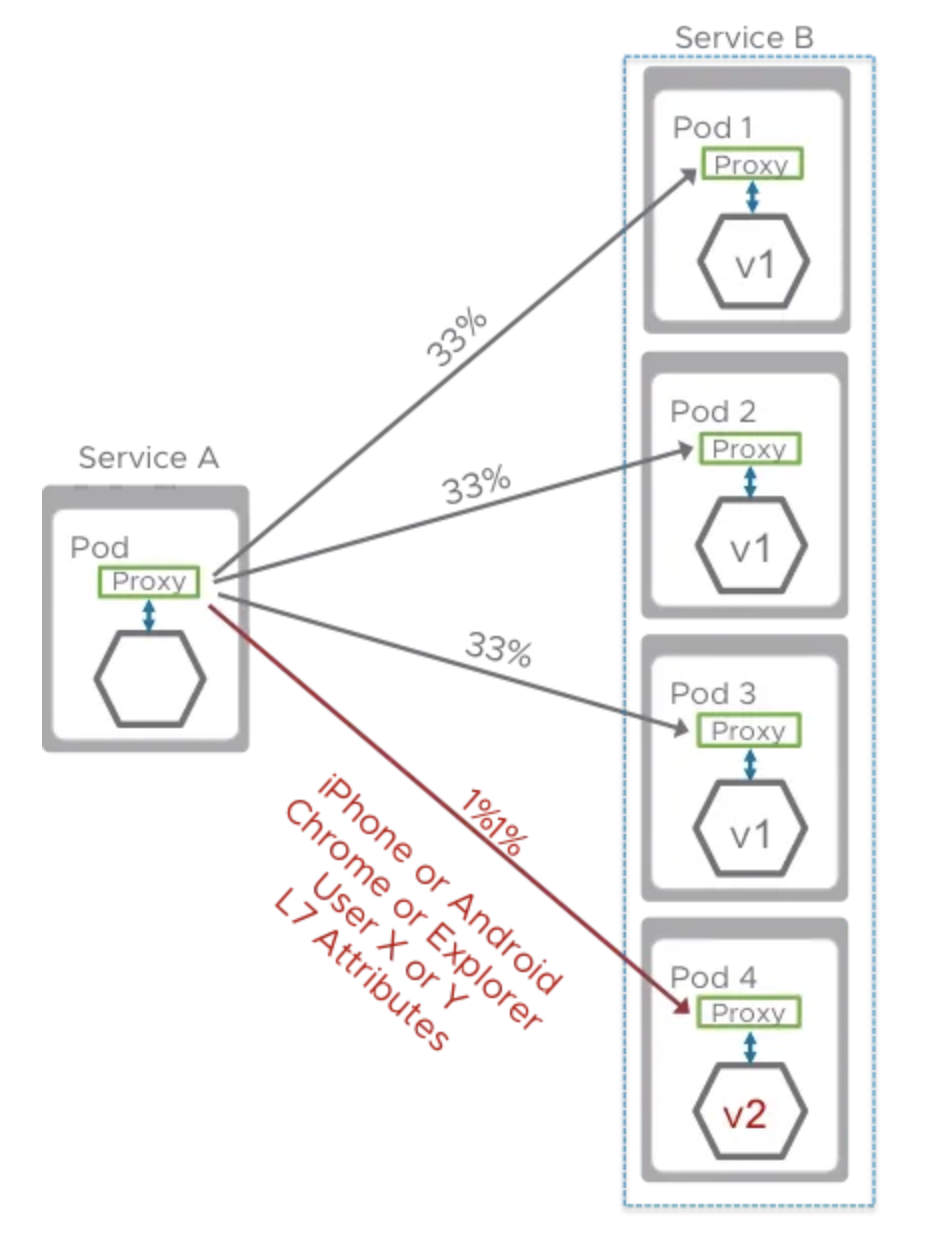 Service B
Pod 1
Proxy
v1
33%
Pod 2
Proxy
v1
33%
Service A
Pod
Proxy
33%
Pod 3
Proxy
v1
1%1%
iPhone or Android
Chrome or Explorer
User X or Y
L7 Attributes
Pod 4
Proxy
v2